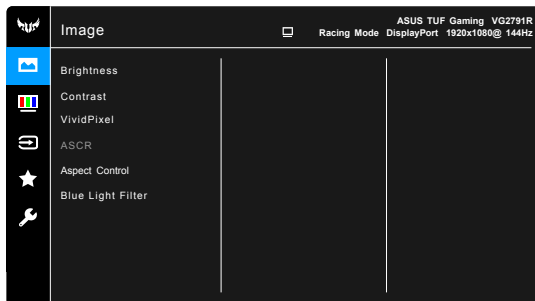 ASUS TUF Gaming VG2791R
Image
Racing Mode DisplayPort 1920x1080@ 144Hz
Brightness
Contrast
VividPixel
ASCR
Aspect Control
Blue Light Filter